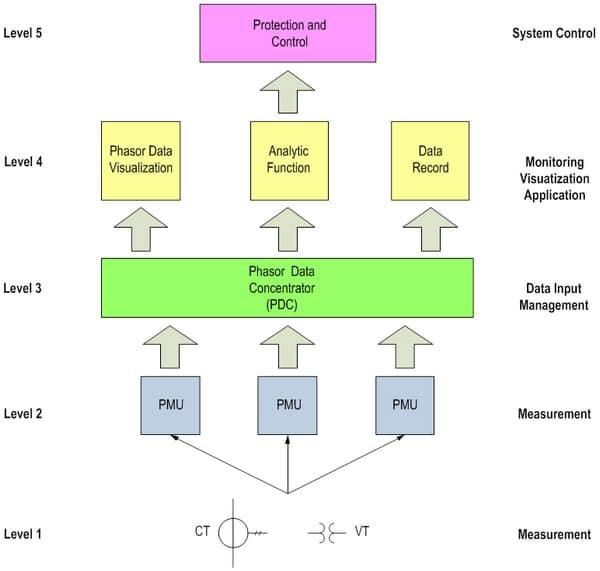 Level 5
Protection and
Control
System Control
Level 4
Phasor Data
Visualization
Analytic
Function
Data
Record
Monitoring
Visuatization
Application
Level 3
Phasor Data
Concentrator
(PDC)
Data Input
Management
Level 2
PMU
PMU
PMU
Measurement
Level 1
CT
VT
Measurement